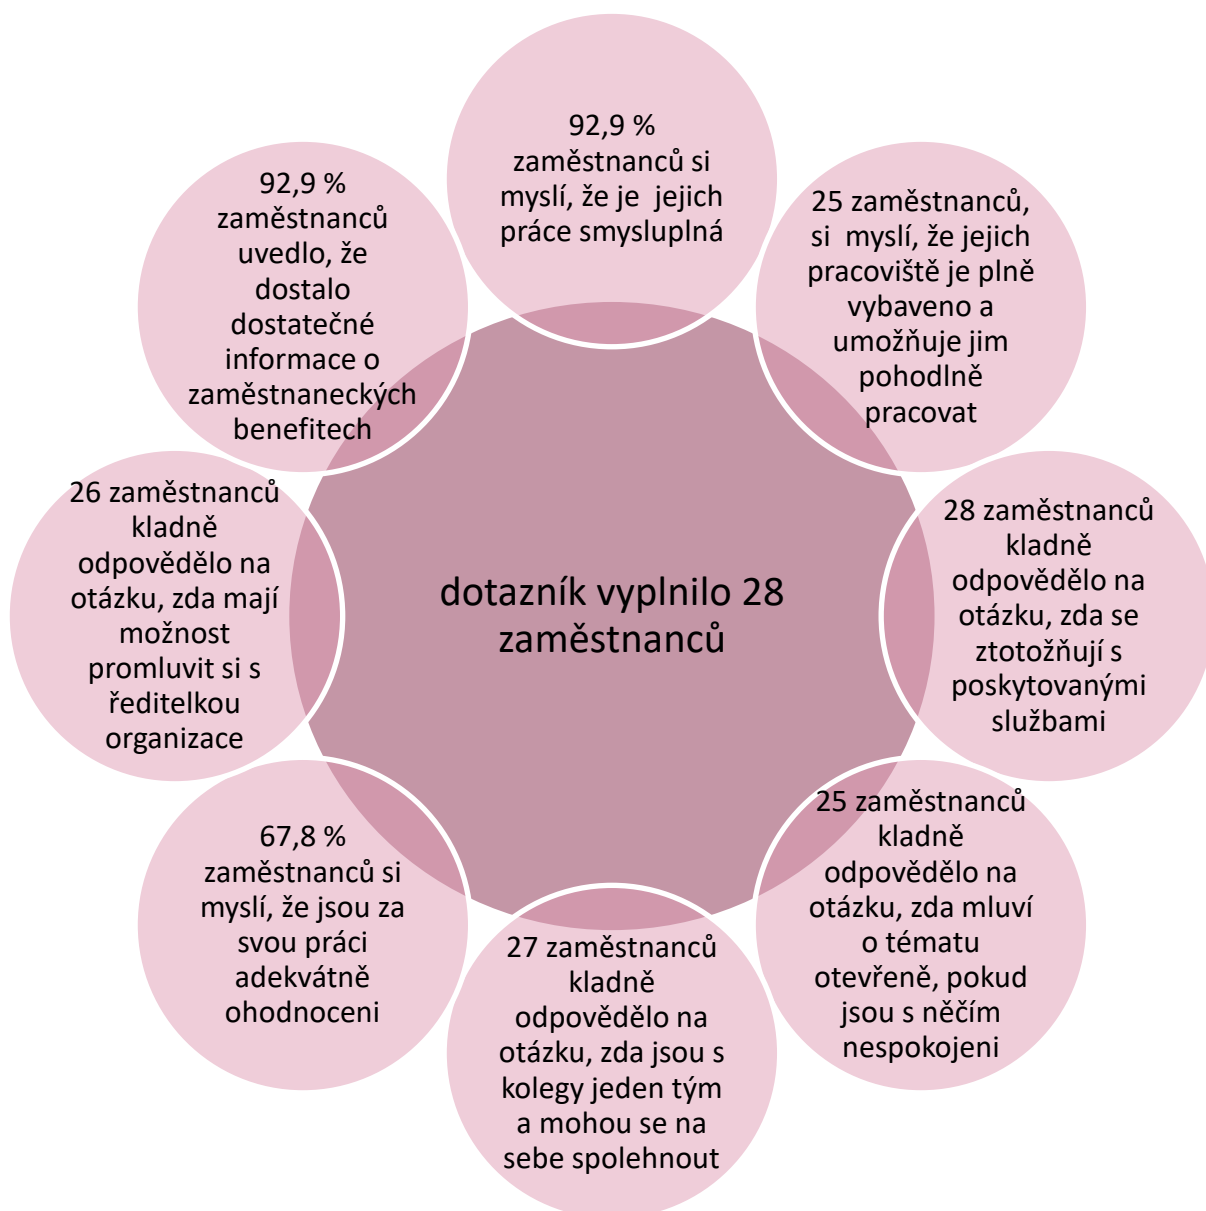 92,9 %
zaměstnanců si
myslí, že je  jejich
práce smysluplná
25 zaměstnanců,
si  myslí, že jejich
pracoviště je plně
vybaveno a
umožňuje jim
pohodlně
pracovat
28 zaměstnanců
kladně
odpovědělo na
otázku, zda se
ztotožňují s
poskytovanými
službami
25 zaměstnanců
kladně
odpovědělo na
otázku, zda mluví
o tématu
otevřeně, pokud
jsou s něčím
nespokojeni
27 zaměstnanců
kladně
odpovědělo na
otázku, zda jsou s
kolegy jeden tým
a mohou se na
sebe spolehnout
67,8 %
zaměstnanců si
myslí, že jsou za
svou práci
adekvátně
ohodnoceni
26 zaměstnanců
kladně
odpovědělo na
otázku, zda mají
možnost
promluvit si s
ředitelkou
organizace
92,9 %
zaměstnanců
uvedlo, že
dostalo
dostatečné
informace o
zaměstnaneckých
benefitech
dotazník vyplnilo 28
zaměstnanců